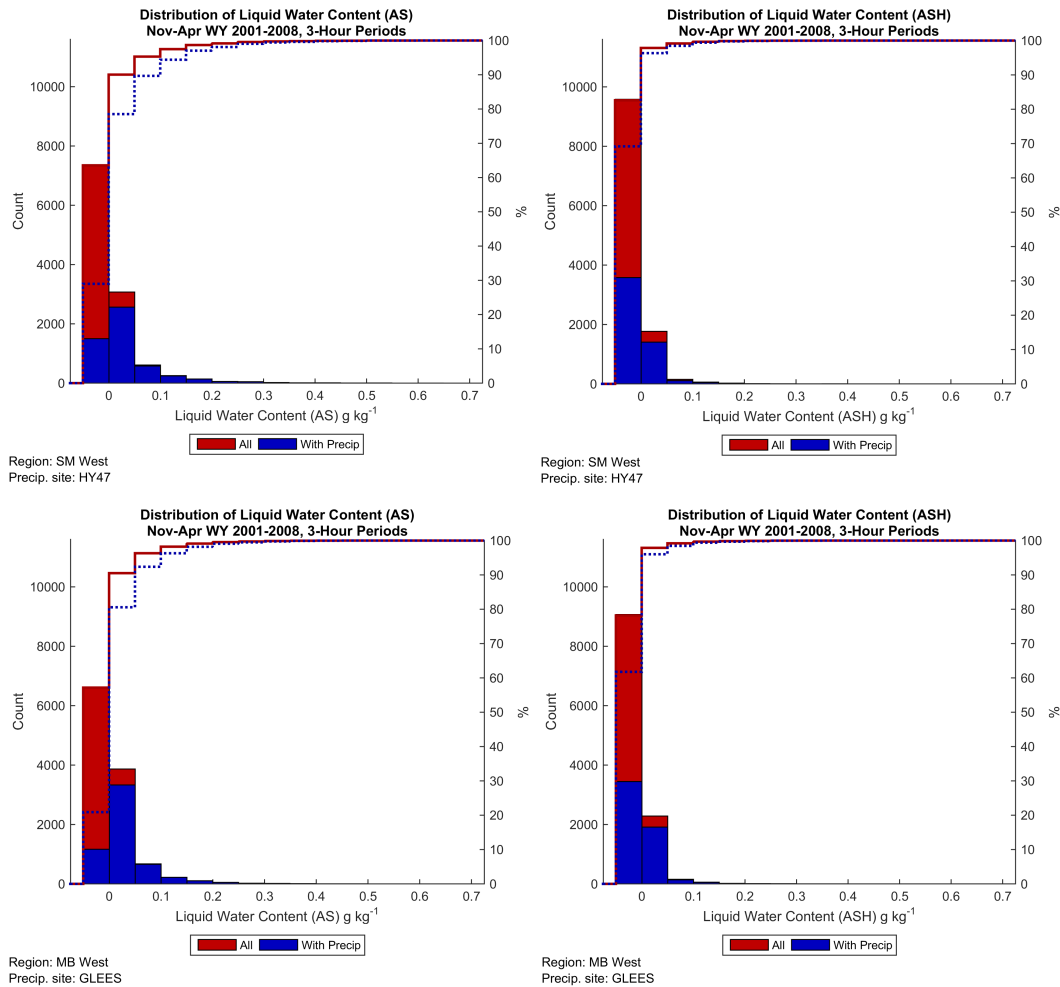 Distribution of Liquid Water Content (AS)
Nov-Apr WY 2001-2008, 3-Hour Periods
10000
8000
6000
4000
2000
0
Count
100
90
80
70
60
50
40
30
20
10
0
%
0 0.1 0.2 0.3 0.4 0.5 0.6 0.7
Liquid Water Content (AS) g kg-1
All With Precip
Region: SM West
Precip. site: HY47
Distribution of Liquid Water Content (ASH)
Nov-Apr WY 2001-2008, 3-Hour Periods
10000
8000
6000
4000
2000
0
Count
100
90
80
70
60
50
40
30
20
10
0
%
0 0.1 0.2 0.3 0.4 0.5 0.6 0.7
Liquid Water Content (ASH) g kg-1
All With Precip
Region: SM West
Precip. site: HY47
Distribution of Liquid Water Content (AS)
Nov-Apr WY 2001-2008, 3-Hour Periods
10000
8000
6000
4000
2000
0
Count
100
90
80
70
60
50
40
30
20
10
0
%
0 0.1 0.2 0.3 0.4 0.5 0.6 0.7
Liquid Water Content (AS) g kg-1
All With Precip
Region: MB West
Precip. site: GLEES
Distribution of Liquid Water Content (ASH)
Nov-Apr WY 2001-2008, 3-Hour Periods
10000
8000
6000
4000
2000
0
Count
100
90
80
70
60
50
40
30
20
10
0
%
0 0.1 0.2 0.3 0.4 0.5 0.6 0.7
Liquid Water Content (ASH) g kg-1
All With Precip
Region: MB West
Precip. site: GLEES